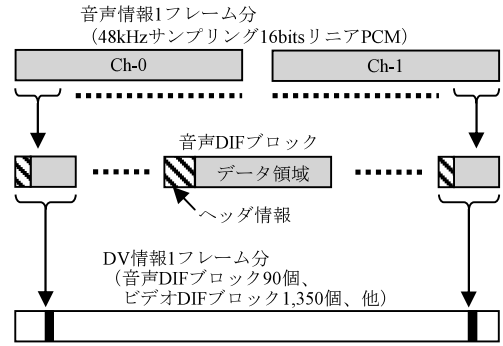 音声情報1フレーム分
（48kHzサンプリング16bitsリニアPCM）
Ch-0
Ch-1
音声DIFブロック
データ領域
ヘッダ情報
DV情報1フレーム分
（音声DIFブロック90個、
ビデオDIFブロック1,350個、他）